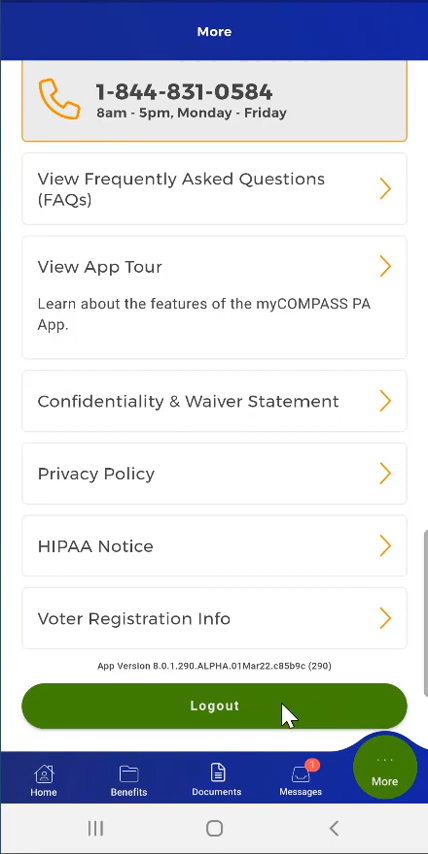 More
1-844-831-0584
8am - 5pm, Monday - Friday
View Frequently Asked Questions
(FAQs)
View App Tour
Learn about the features of the myCOMPASS PA
App.
Confidentiality & Waiver Statement
Privacy Policy
HIPAA Notice
Voter Registration Info
App Version 8.0.1.290.ALPHA.01Mar22.c85b9c (290)
Logout
1
Home
Benefits
Documents
Messages
More